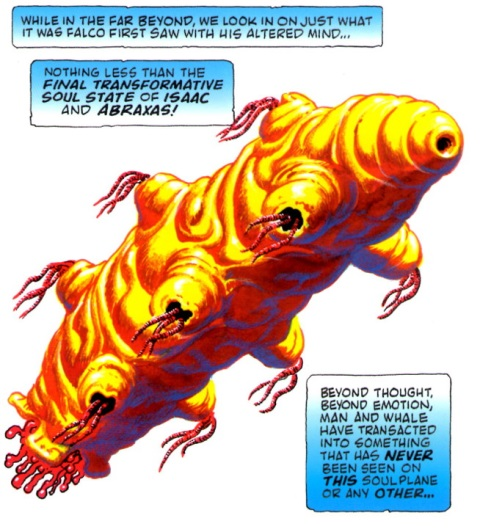 WHILE IN THE FAR BEYOND, WE LOOK IN ON JUST WHAT
IT WAS FALCO FIRST SAW WITH HIS ALTERED MIND...
NOTHING LESS THAN THE
FINAL TRANSFORMATIVE
SOUL STATE OF ISAAC
AND ABRAXAS!
BEYOND THOUGHT,
BEYOND EMOTION,
MAN AND WHALE
HAVE TRANSACTED
INTO SOMETHING
THAT HAS NEVER
BEEN SEEN ON
THIS SOULPLANE
OR ANY OTHER...